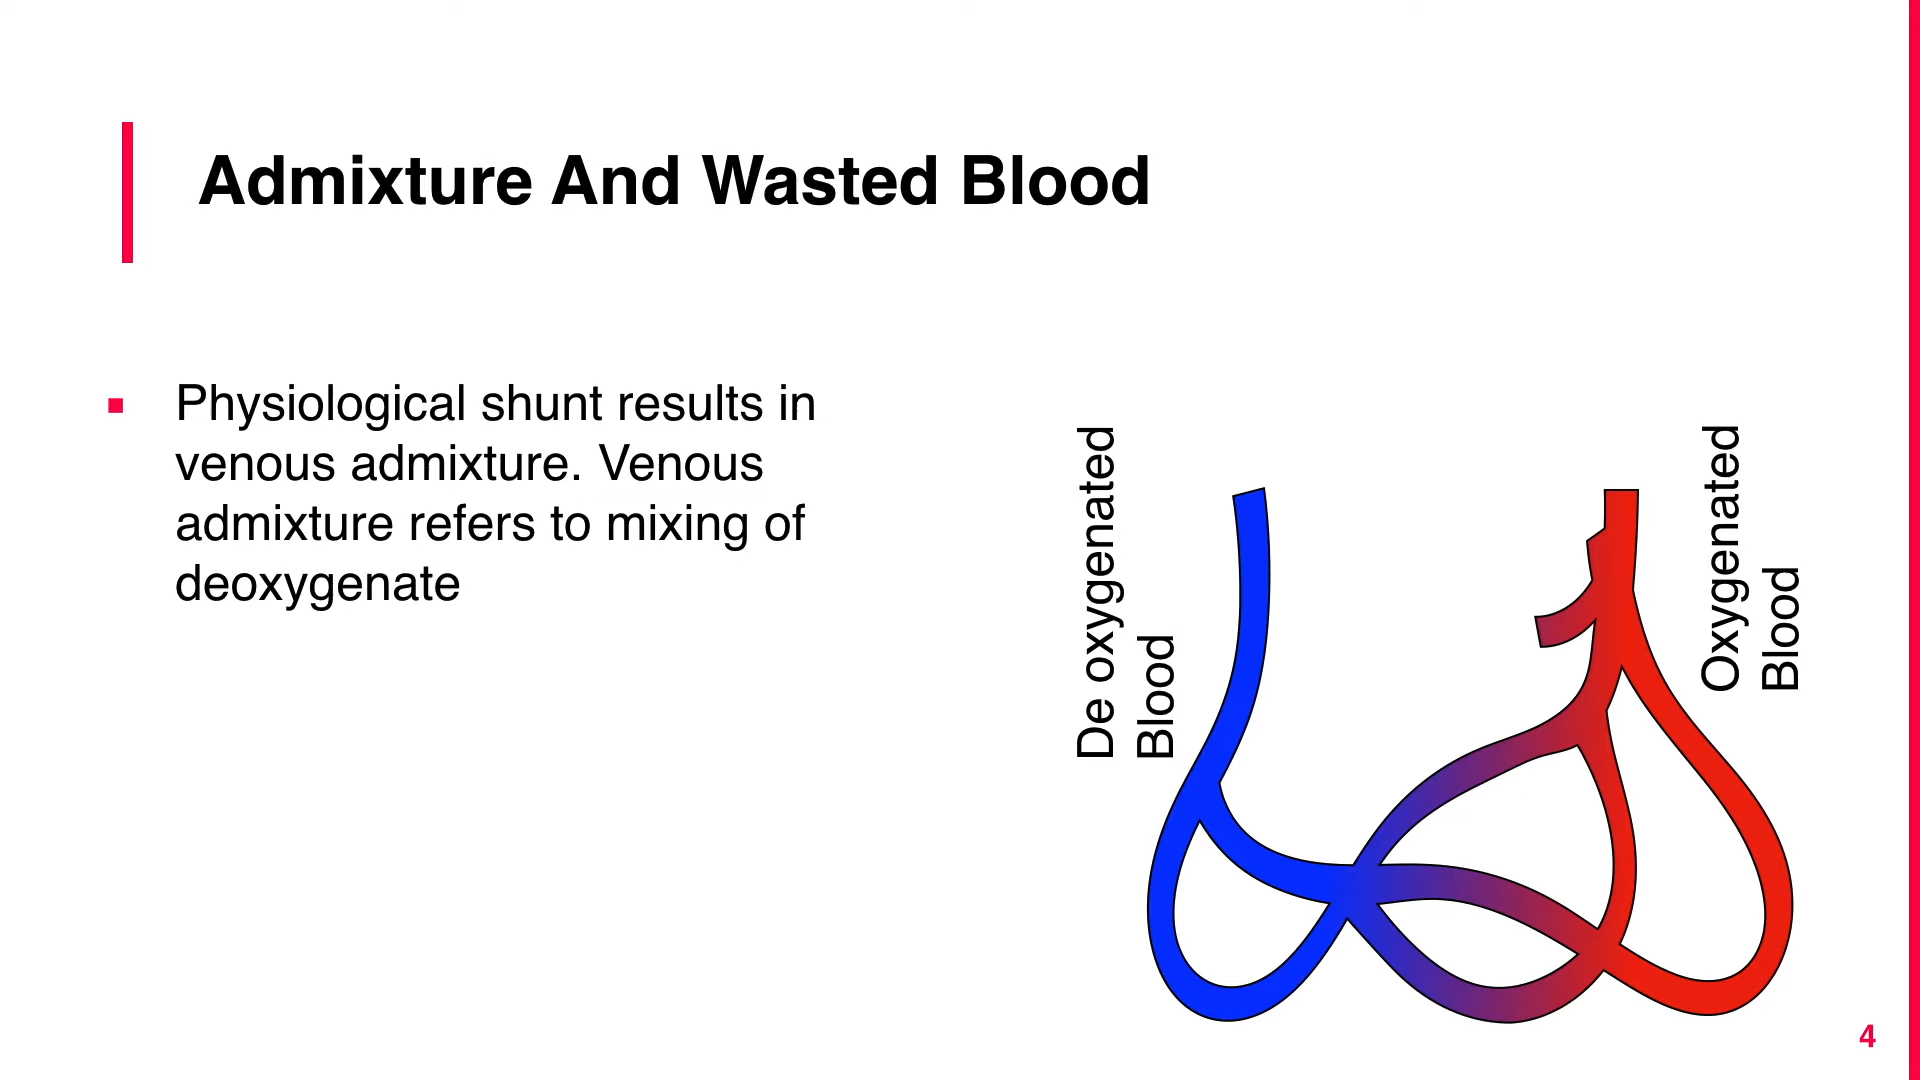 Admixture And Wasted Blood
Physiological shunt results in
venous admixture. Venous
admixture refers to mixing of
deoxygenate
De oxygenated
Blood
Oxygenated
Blood
4